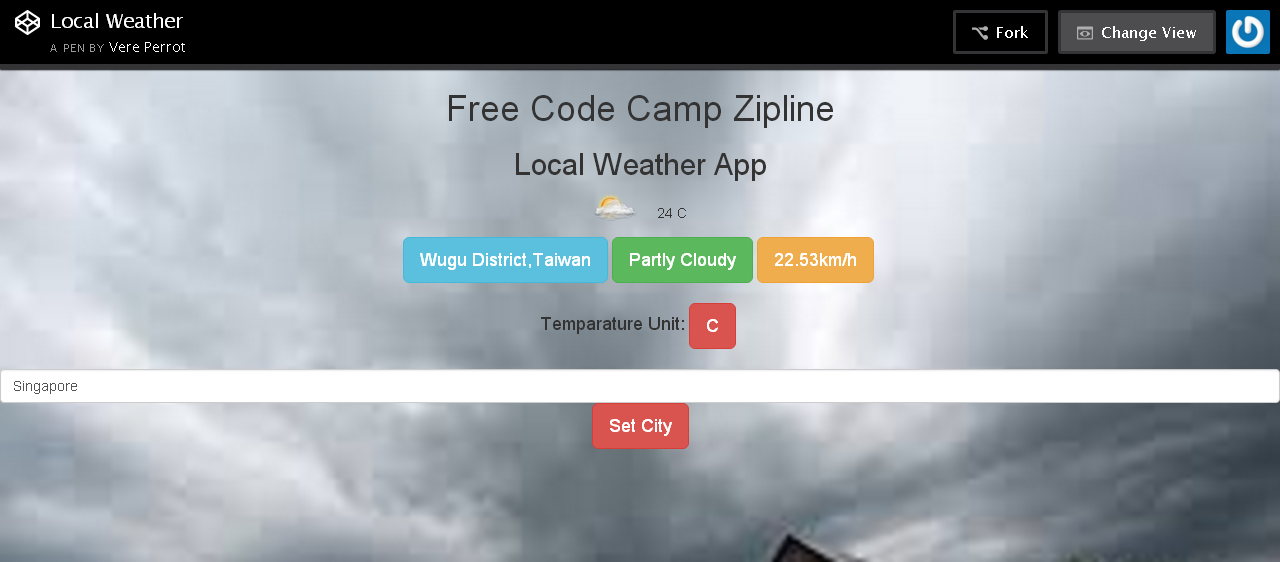 Local Weather
A PEN BY Vere Perrot
Fork
Change View
Free Code Camp Zipline
Local Weather App
24 C
Wugu District,Taiwan Partly Cloudy 22.53km/h
Temparature Unit: C
Singapore
Set City